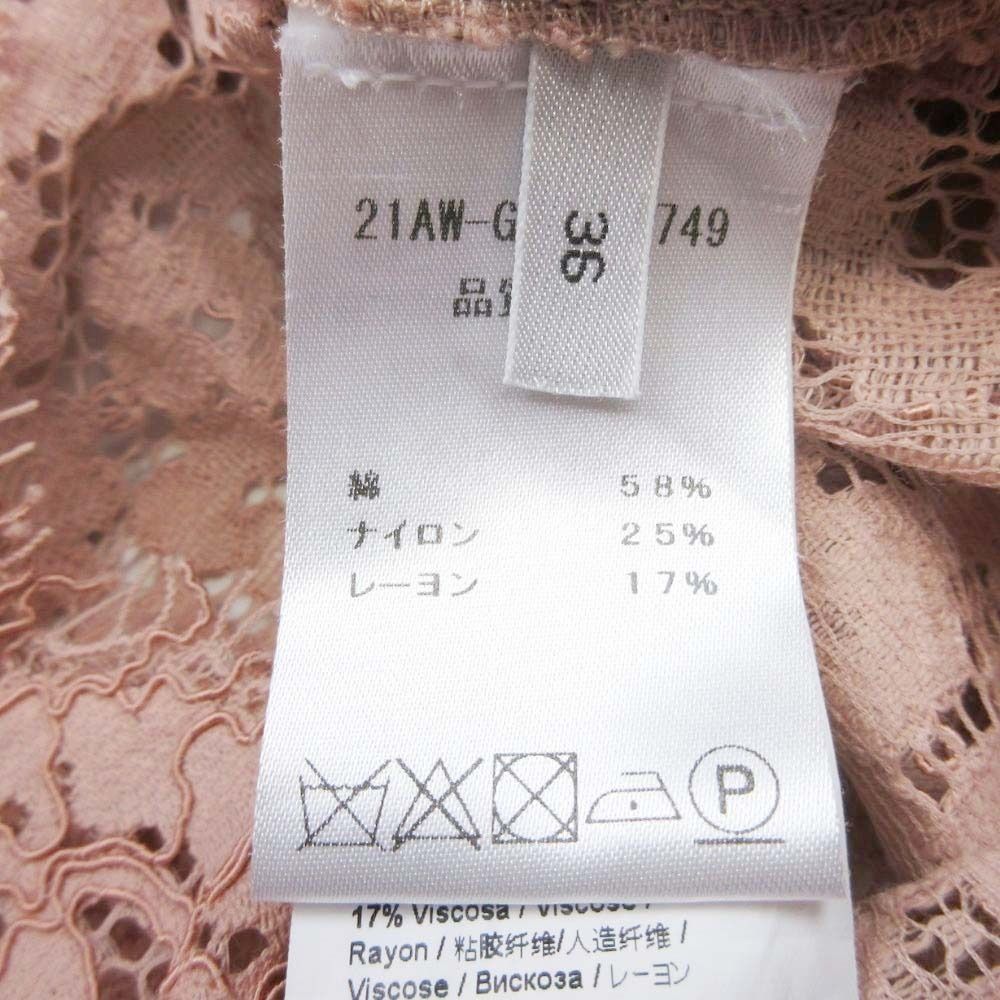 21AW-G 749
品
36
綿 58%
ナイロン 25%
レーヨン 17%
P
17% Viscosa / Viscose /
Rayon / 粘胶纤维/人造纤维 /
Viscose / Вискоза / レーヨン